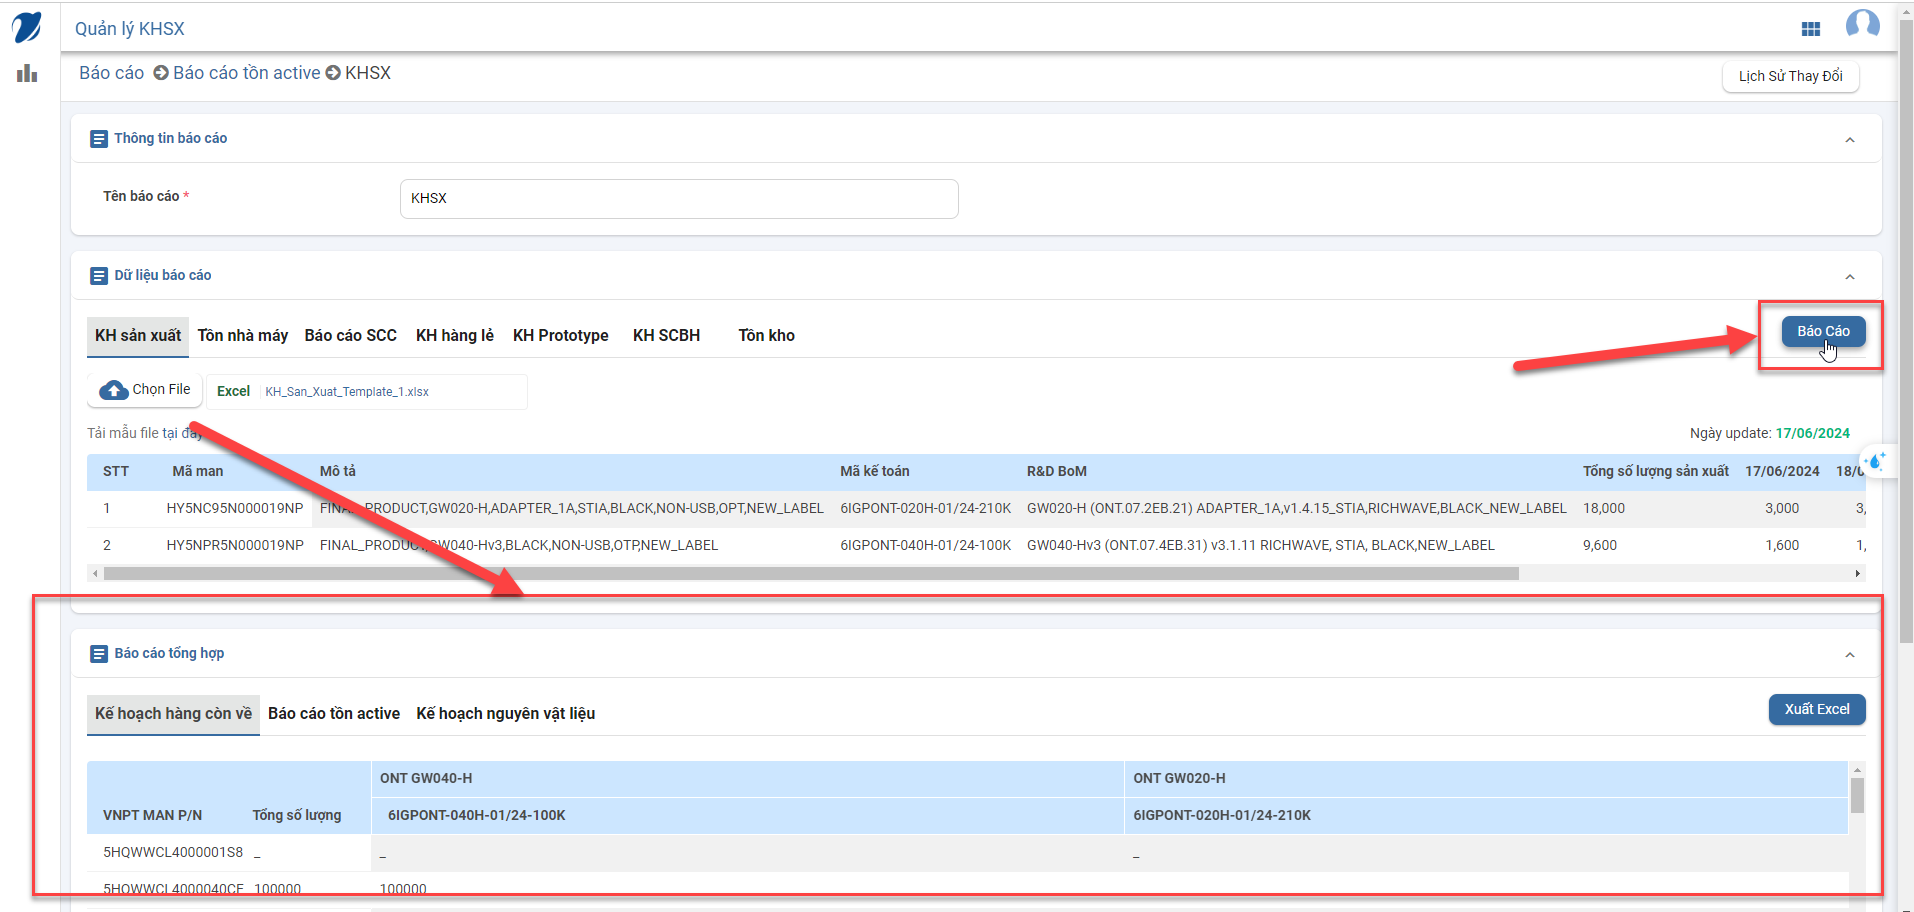 Quản lý KHSX
Báo cáo Báo cáo tồn active KHSX
Lịch Sử Thay Đổi
Thông tin báo cáo
Tên báo cáo *
KHSX
Dữ liệu báo cáo
KH sản xuất Tồn nhà máy Báo cáo SCC KH hàng lẻ KH Prototype KH SCBH Tồn kho
Báo Cáo
Chọn File Excel KH_San_Xuat_Template_1.xlsx
Tải mẫu file tại đây
Ngày update: 17/06/2024
STT Mã man Mô tả Mã kế toán R&D BoM Tổng số lượng sản xuất 17/06/2024 18/0
1 HY5NC95N000019NP FINAL_PRODUCT,GW020-H,ADAPTER_1A,STIA,BLACK,NON-USB,OPT,NEW_LABEL 6IGPONT-020H-01/24-210K GW020-H (ONT.07.2EB.21) ADAPTER_1A,v1.4.15_STIA,RICHWAVE,BLACK_NEW_LABEL 18,000 3,000 3,
2 HY5NPR5N000019NP FINAL_PRODUCT,GW040-Hv3,BLACK,NON-USB,OTP,NEW_LABEL 6IGPONT-040H-01/24-100K GW040-Hv3 (ONT.07.4EB.31) v3.1.11 RICHWAVE, STIA, BLACK,NEW_LABEL 9,600 1,600 1,
Báo cáo tổng hợp
Kế hoạch hàng còn về Báo cáo tồn active Kế hoạch nguyên vật liệu
Xuất Excel
ONT GW040-H ONT GW020-H
VNPT MAN P/N Tổng số lượng 6IGPONT-040H-01/24-100K 6IGPONT-020H-01/24-210K
5HQWWCL4000001S8 _ _ _
5HQWWCL4000040CF 100000 100000